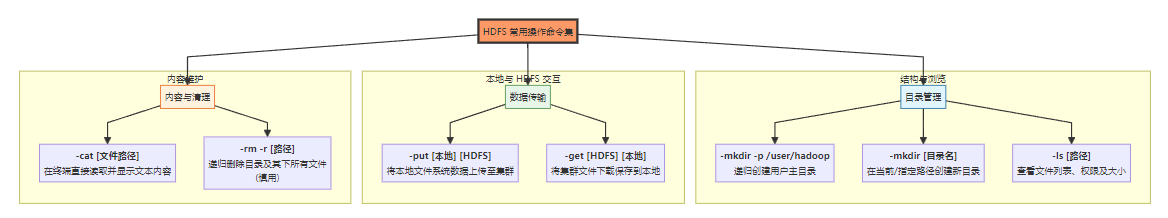 HDFS 常用操作命令集
内容维护
内容与清理
-cat [文件路径]
在终端直接读取并显示文本内容
-rm -r [路径]
递归删除目录及其下所有文件
(慎用)
本地与 HDFS 交互
数据传输
-put [本地] [HDFS]
将本地文件系统数据上传至集群
-get [HDFS] [本地]
将集群文件下载保存到本地
结构与浏览
目录管理
-mkdir -p /user/hadoop
递归创建用户主目录
-mkdir [目录名]
在当前/指定路径创建新目录
-ls [路径]
查看文件列表、权限及大小